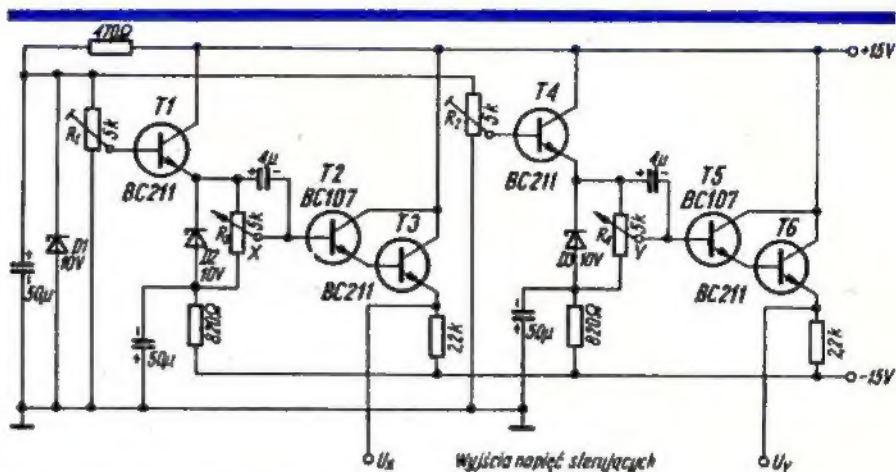 470Ω
+15V
T1
T4
R1
5k
R2
5k
BC211
BC211
4μ
4μ
T2
BC107
T5
BC107
T3
T6
D1
10V
D2
10V
R3
5k
X
D3
10V
R4
5k
Y
BC211
BC211
50μ
50μ
820Ω
2,2k
50μ
820Ω
2,2k
-15V
Ux
Wyjścia napięć sterujących
Uy